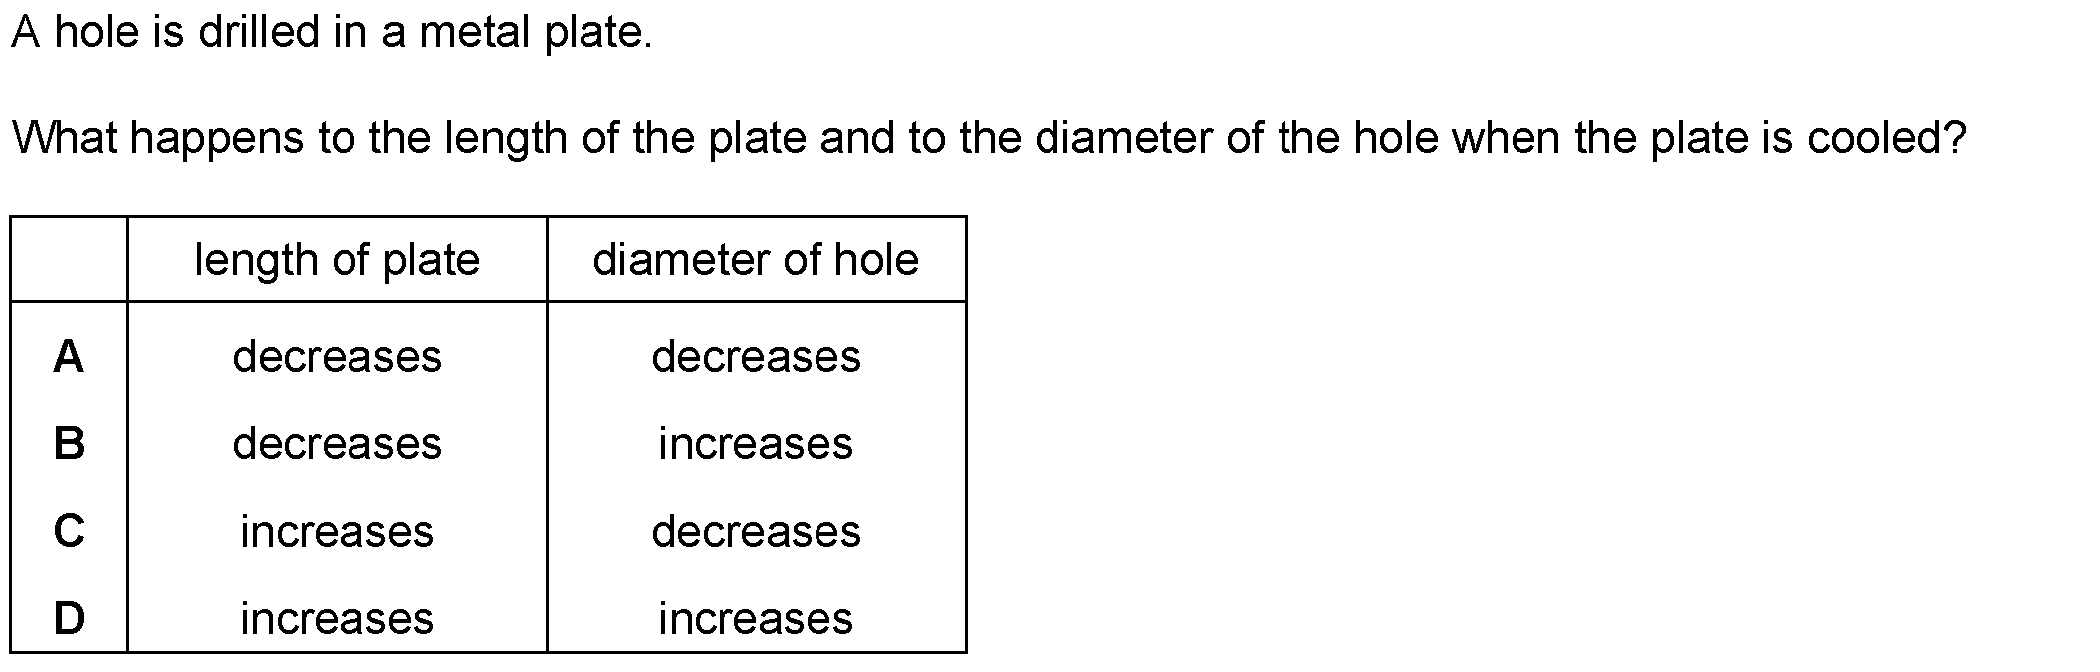 A hole is drilled in a metal plate.
What happens to the length of the plate and to the diameter of the hole when the plate is cooled?
length of plate diameter of hole
A decreases decreases
B decreases increases
C increases decreases
D increases increases